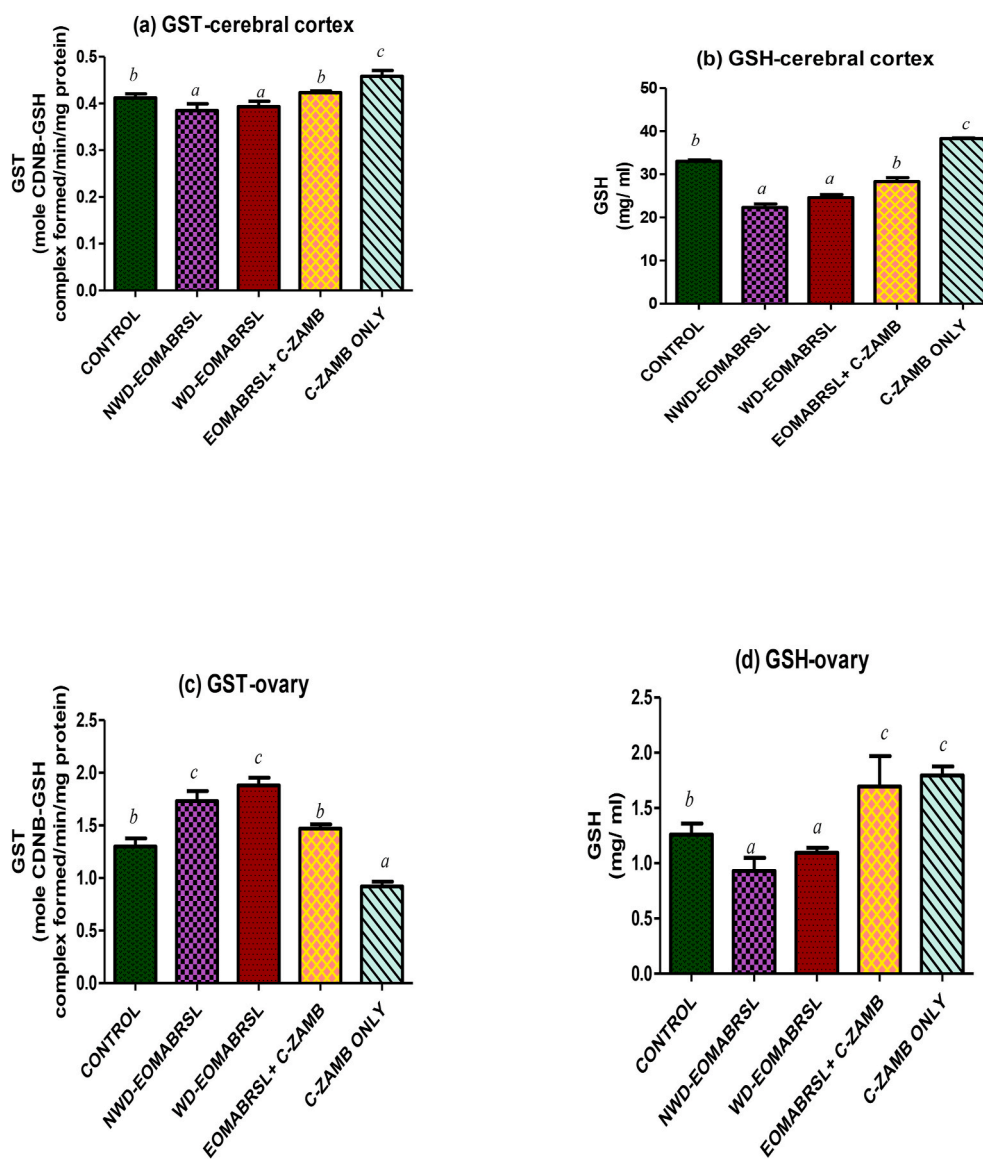 (a) GST-cerebral cortex
GST
(mole CDNB-GSH
complex formed/min/mg protein)
0.5
0.4
0.3
0.2
0.1
0.0
b
a
a
b
c
CONTROL
NWD-EOMABRSL
WD-EOMABRSL
EOMABRSL+ C-ZAMB
C-ZAMB ONLY
(b) GSH-cerebral cortex
GSH
(mg/ ml)
50
40
30
20
10
0
b
a
a
b
c
CONTROL
NWD-EOMABRSL
WD-EOMABRSL
EOMABRSL+ C-ZAMB
C-ZAMB ONLY
(c) GST-ovary
GST
(mole CDNB-GSH
complex formed/min/mg protein)
2.5
2.0
1.5
1.0
0.5
0.0
b
c
c
b
a
CONTROL
NWD-EOMABRSL
WD-EOMABRSL
EOMABRSL+ C-ZAMB
C-ZAMB ONLY
(d) GSH-ovary
GSH
(mg/ ml)
2.5
2.0
1.5
1.0
0.5
0.0
b
a
a
c
c
CONTROL
NWD-EOMABRSL
WD-EOMABRSL
EOMABRSL+ C-ZAMB
C-ZAMB ONLY